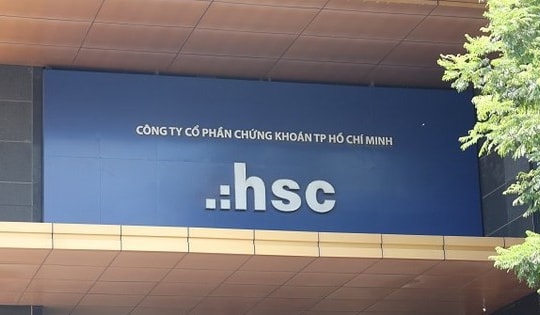 CÔNG TY CỔ PHẦN CHỨNG KHOÁN TP HỒ CHÍ MINH
.:hsc